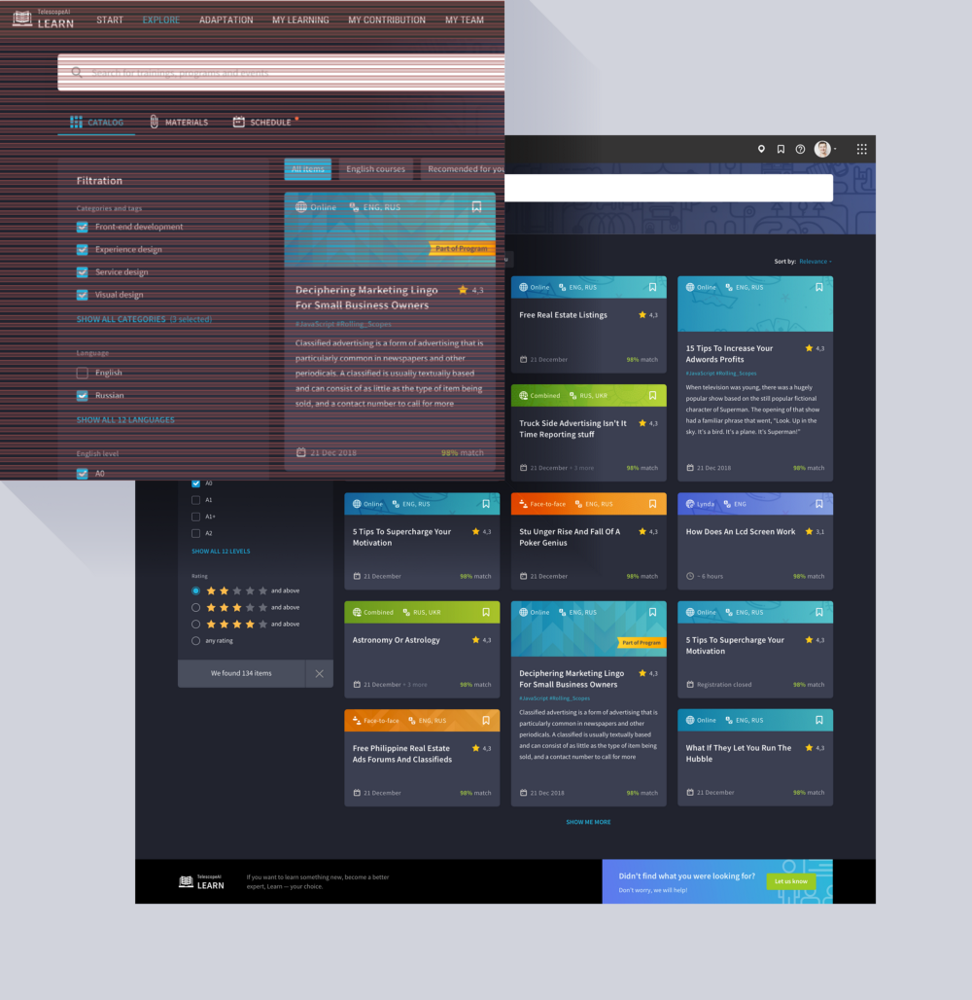 TelescopeAI
LEARN
START
EXPLORE
ADAPTATION
MY LEARNING
MY CONTRIBUTION
MY TEAM
Search for trainings, programs and events
CATALOG
MATERIALS
SCHEDULE
Filtration
Categories and tags
Front-end development
Experience design
Service design
Visual design
SHOW ALL CATEGORIES (3 selected)
Language
English
Russian
SHOW ALL 12 LANGUAGES
English level
A0
All items
English courses
Recomended for you
Online
ENG, RUS
Part of Program
Deciphering Marketing Lingo
For Small Business Owners
4,3
#JavaScript #Rolling_Scopes
Classified advertising is a form of advertising that is
particularly common in newspapers and other
periodicals. A classified is usually textually based
and can consist of as little as the type of item being
sold, and a contact number to call for more
21 Dec 2018
98% match
Sort by: Relevance
Online
ENG, RUS
Free Real Estate Listings
4,3
21 December
98% match
Online
ENG, RUS
15 Tips To Increase Your
Adwords Profits
4,3
#JavaScript #Rolling_Scopes
When television was young, there was a hugely
popular show based on the still popular fictional
character of Superman. The opening of that show
had a familiar phrase that went, “Look. Up in the
sky. It's a bird. It's a plane. It's Superman!”
21 Dec 2018
98% match
Combined
RUS, UKR
Truck Side Advertising Isn't It
Time Reporting stuff
4,3
21 December + 3 more
98% match
A0
A1
A1+
A2
SHOW ALL 12 LEVELS
Rating
and above
and above
and above
any rating
We found 134 items
Online
ENG, RUS
5 Tips To Supercharge Your
Motivation
4,3
21 December
98% match
Face-to-face
ENG, RUS
Stu Unger Rise And Fall Of A
Poker Genius
4,3
21 December
98% match
Lynda
ENG
How Does An Lcd Screen Work
3,1
~ 6 hours
98% match
Combined
RUS, UKR
Astronomy Or Astrology
4,3
21 December + 3 more
98% match
Online
ENG, RUS
Part of Program
Deciphering Marketing Lingo
For Small Business Owners
4,3
#JavaScript #Rolling_Scopes
Classified advertising is a form of advertising that is
particularly common in newspapers and other
periodicals. A classified is usually textually based
and can consist of as little as the type of item being
sold, and a contact number to call for more
21 Dec 2018
98% match
Online
ENG, RUS
5 Tips To Supercharge Your
Motivation
4,3
Registration closed
98% match
Face-to-face
ENG, RUS
Free Philippine Real Estate
Ads Forums And Classifieds
4,3
21 December
98% match
Online
ENG, RUS
What If They Let You Run The
Hubble
4,3
21 December
98% match
SHOW ME MORE
TelescopeAI
LEARN
If you want to learn something new, become a better
expert, Learn — your choice.
Didn't find what you were looking for?
Don't worry, we will help!
Let us know